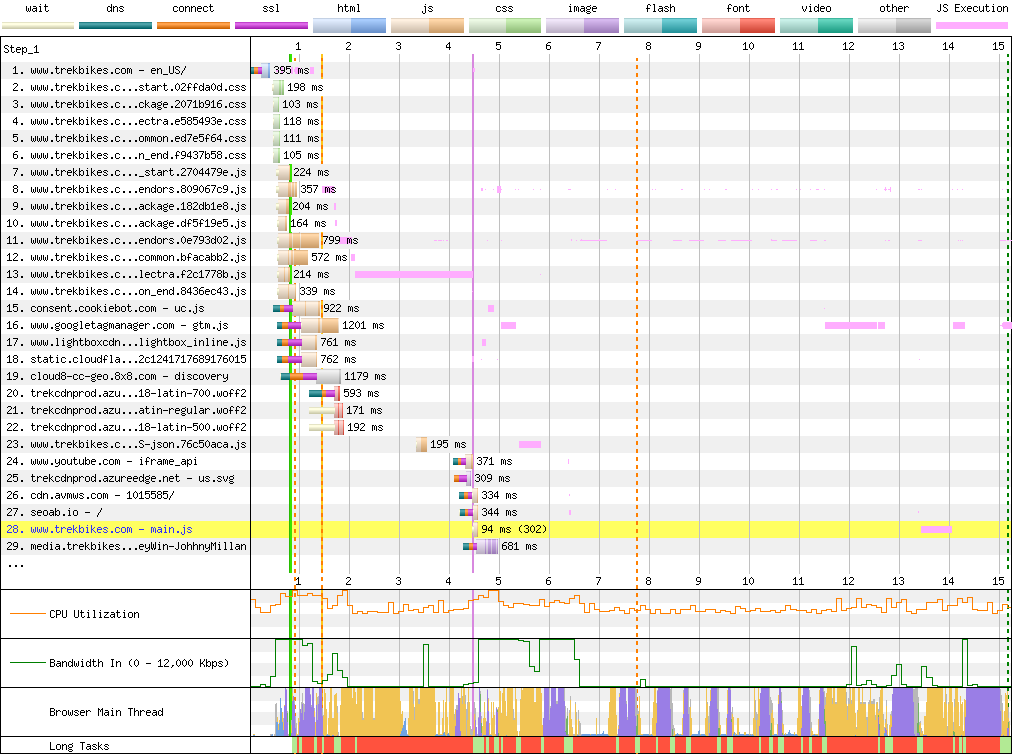 wait dns connect ssl html js css image flash font video other JS Execution
Step_1 1 2 3 4 5 6 7 8 9 10 11 12 13 14 15
1. www.trekbikes.com - en_US/ 395 ms
2. www.trekbikes.c...start.02ffda0d.css 198 ms
3. www.trekbikes.c...ckage.2071b916.css 103 ms
4. www.trekbikes.c...ectra.e585493e.css 118 ms
5. www.trekbikes.c...ommon.ed7e5f64.css 111 ms
6. www.trekbikes.c...n_end.f9437b58.css 105 ms
7. www.trekbikes.c..._start.2704479e.js 224 ms
8. www.trekbikes.c...endors.809067c9.js 357 ms
9. www.trekbikes.c...ackage.182db1e8.js 204 ms
10. www.trekbikes.c...ackage.df5f19e5.js 164 ms
11. www.trekbikes.c...endors.0e793d02.js 799 ms
12. www.trekbikes.c...common.bfacabb2.js 572 ms
13. www.trekbikes.c...lectra.f2c1778b.js 214 ms
14. www.trekbikes.c...on_end.8436ec43.js 339 ms
15. consent.cookiebot.com - uc.js 922 ms
16. www.googletagmanager.com - gtm.js 1201 ms
17. www.lightboxcdn...lightbox_inline.js 761 ms
18. static.cloudfla...2c1241717689176015 762 ms
19. cloud8-cc-geo.8x8.com - discovery 1179 ms
20. trekcdnprod.azu...18-latin-700.woff2 593 ms
21. trekcdnprod.azu...atin-regular.woff2 171 ms
22. trekcdnprod.azu...18-latin-500.woff2 192 ms
23. www.trekbikes.c...S-json.76c50aca.js 195 ms
24. www.youtube.com - iframe_api 371 ms
25. trekcdnprod.azureedge.net - us.svg 309 ms
26. cdn.avmws.com - 1015585/ 334 ms
27. seoab.io - / 344 ms
28. www.trekbikes.com - main.js 94 ms (302)
29. media.trekbikes...eyWin-JohhnyMillan 681 ms
...
1 2 3 4 5 6 7 8 9 10 11 12 13 14 15
CPU Utilization
Bandwidth In (0 - 12,000 Kbps)
Browser Main Thread
Long Tasks